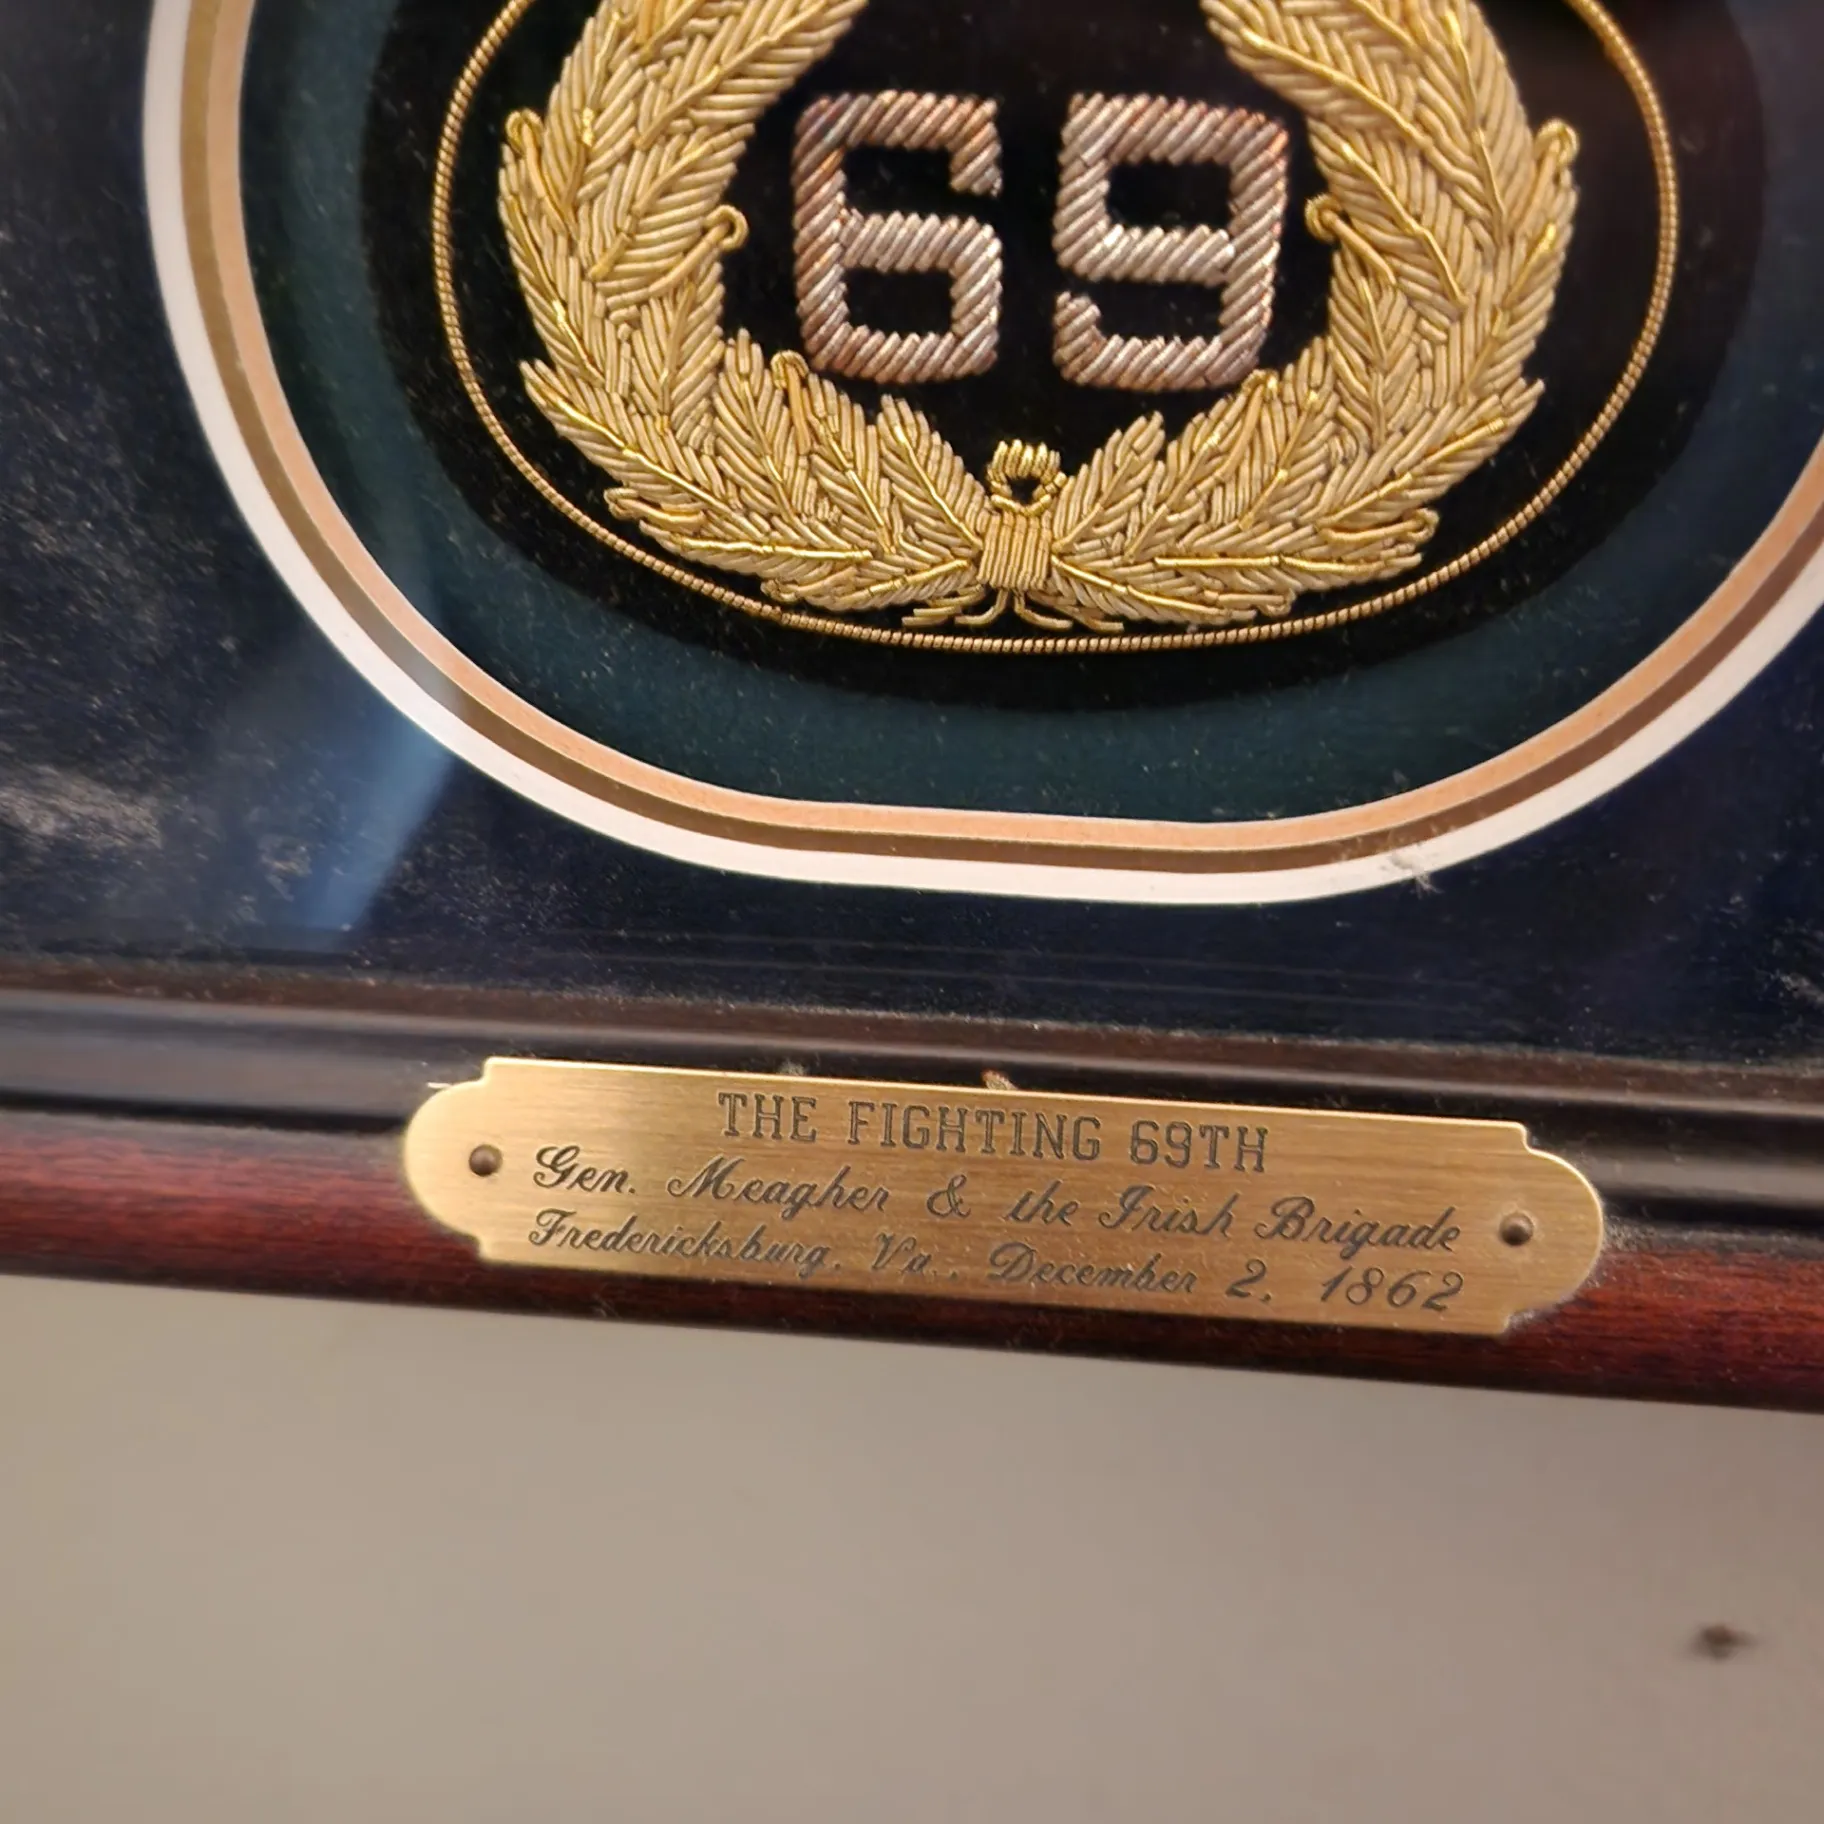 69
THE FIGHTING 69TH
Gen. Meagher & the Irish Brigade
Fredericksburg, Va., December 2, 1862